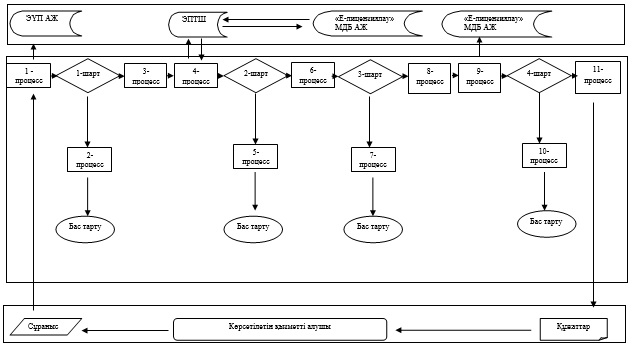 ЭҮП АЖ
ЭПТШ
«Е-лицензиялау»
МДБ АЖ
«Е-лицензиялау»
МДБ АЖ
1 -
процесс
1-шарт
3-
процесс
4-
процесс
2-шарт
6-
процесс
3-шарт
8-
процесс
9-
процесс
4-шарт
11-
процесс
2-
процесс
5-
процесс
7-
процесс
10-
процесс
Бас тарту
Бас тарту
Бас тарту
Бас тарту
Сұраныс
Көрсетілетін қызметті алушы
Құжаттар